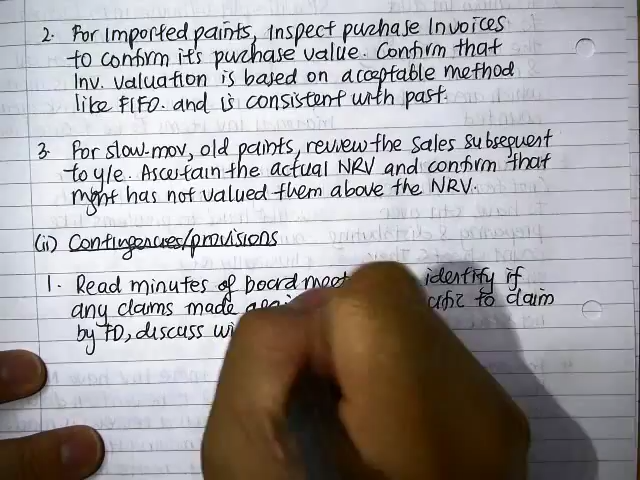 2. For Imported paints, Inspect puzhase Invoices
to confirm it's purchase value. Confirm that
Inv. valuation is based on acceptable method
like FIFO. and is consistent with past.
3. For slow-mov, old paints, review the sales subsequent
to y/e. Ascertain the actual NRV and confirm that
mgnt has not valued them above the NRV.
(ii) Contingencies/provisions
1. Read minutes of board meet identify if
any claims made to claim
by FD, discuss wi